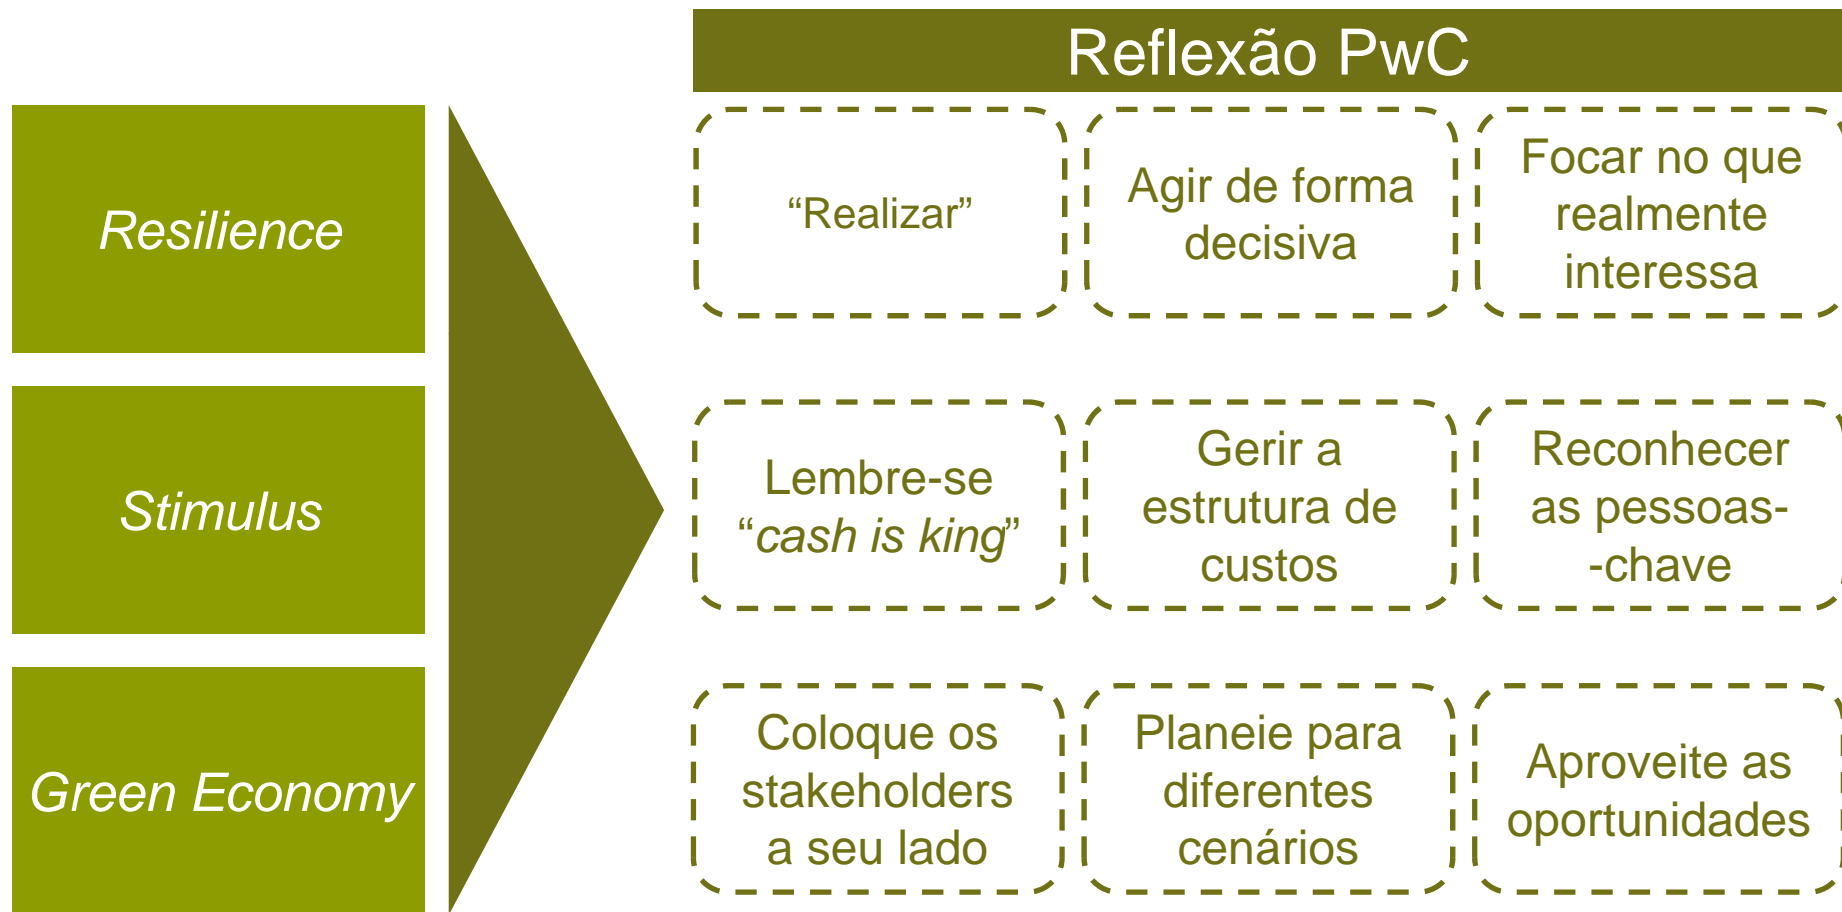 Reflexão PwC
Resilience
“Realizar”
Agir de forma
decisiva
Focar no que
realmente
interessa
Stimulus
Lembre-se
“cash is king”
Gerir a
estrutura de
custos
Reconhecer
as pessoas-
-chave
Green Economy
Coloque os
stakeholders
a seu lado
Planeie para
diferentes
cenários
Aproveite as
oportunidades